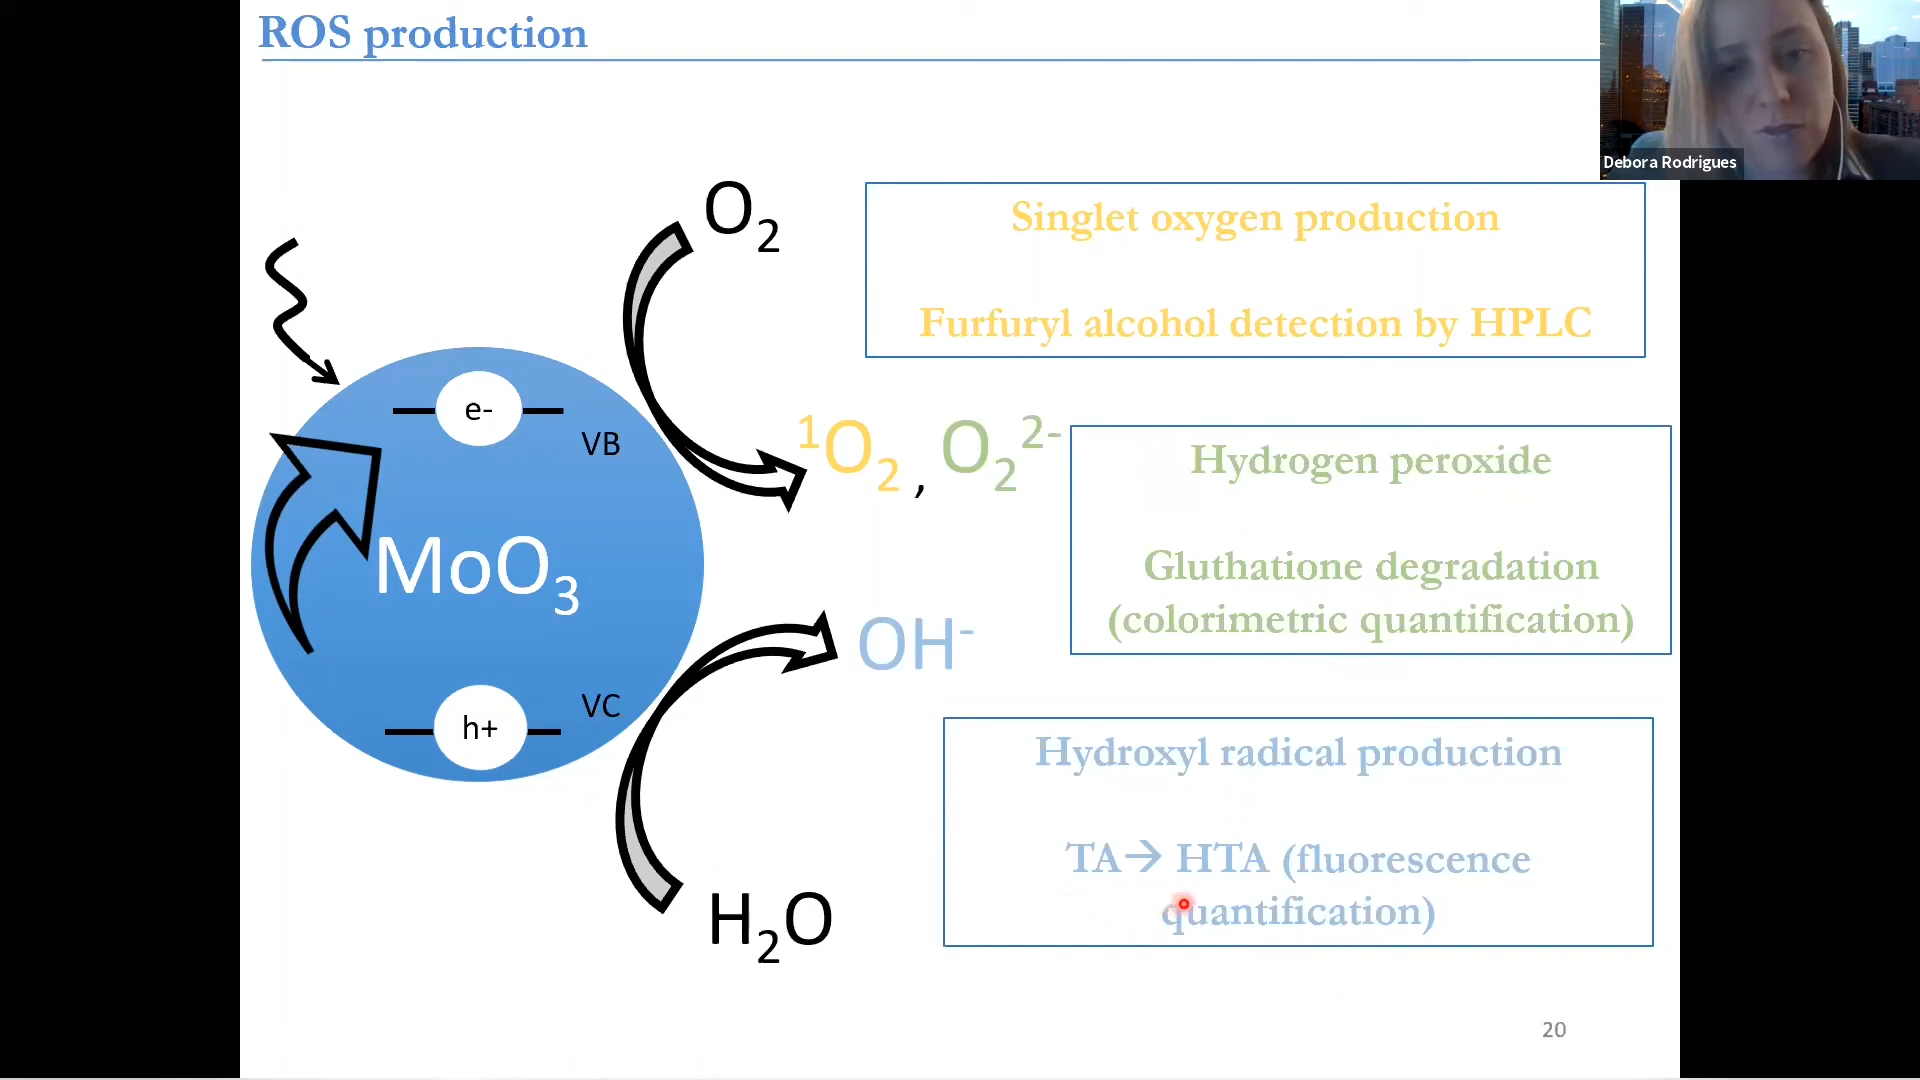 ROS production
Debora Rodrigues
O₂
Singlet oxygen production
Furfuryl alcohol detection by HPLC
e-
VB
¹O₂ , O₂²⁻
Hydrogen peroxide
Gluthatione degradation
(colorimetric quantification)
MoO₃
OH⁻
VC
h+
Hydroxyl radical production
TA→ HTA (fluorescence
quantification)
H₂O
20